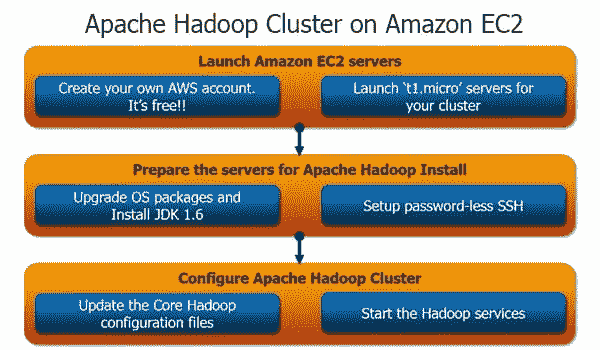 Apache Hadoop Cluster on Amazon EC2
Launch Amazon EC2 servers
Create your own AWS account.
It's free!!
Launch 't1.micro' servers for
your cluster
Prepare the servers for Apache Hadoop Install
Upgrade OS packages and
Install JDK 1.6
Setup password-less SSH
Configure Apache Hadoop Cluster
Update the Core Hadoop
configuration files
Start the Hadoop services